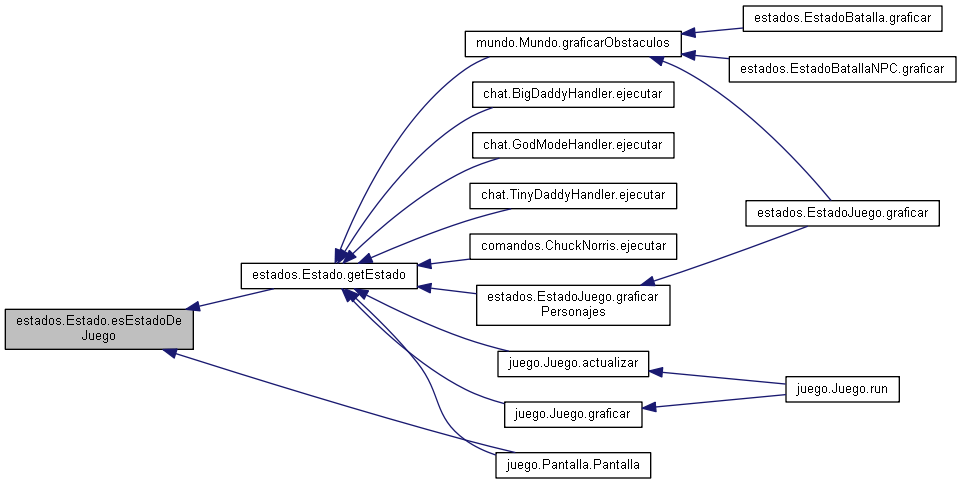 estados.EstadoBatalla.graficar
mundo.Mundo.graficarObstaculos
estados.EstadoBatallaNPC.graficar
chat.BigDaddyHandler.ejecutar
chat.GodModeHandler.ejecutar
chat.TinyDaddyHandler.ejecutar
estados.EstadoJuego.graficar
comandos.ChuckNorris.ejecutar
estados.Estado.getEstado
estados.EstadoJuego.graficar
Personajes
estados.Estado.esEstadoDe
Juego
juego.Juego.actualizar
juego.Juego.run
juego.Juego.graficar
juego.Pantalla.Pantalla